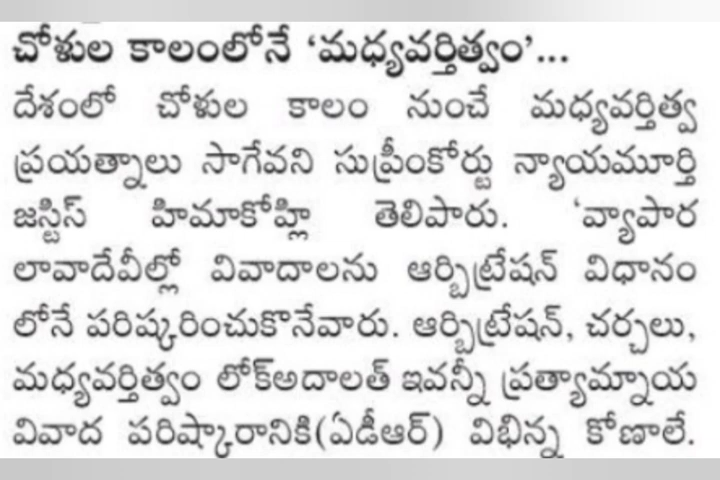 చోళుల కాలంలోనే ‘మధ్యవర్తిత్వం’...
దేశంలో చోళుల కాలం నుంచే మధ్యవర్తిత్వ
ప్రయత్నాలు సాగేవని సుప్రీంకోర్టు న్యాయమూర్తి
జస్టిస్ హిమాకోహ్లి తెలిపారు. ‘వ్యాపార
లావాదేవీల్లో వివాదాలను ఆర్బిట్రేషన్ విధానం
లోనే పరిష్కరించుకొనేవారు. ఆర్బిట్రేషన్, చర్చలు,
మధ్యవర్తిత్వం లోక్అదాలత్ ఇవన్నీ ప్రత్యామ్నాయ
వివాద పరిష్కారానికి(ఏడీఆర్) విభిన్న కోణాలే.